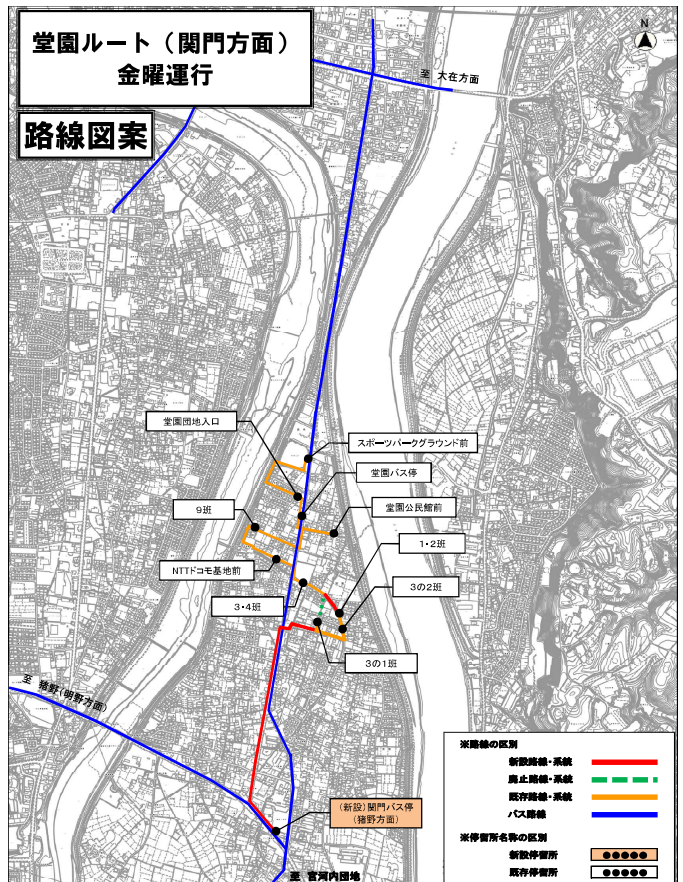 堂園ルート(関門方面)
金曜運行
路線図案
N
至 大在方面
堂園団地入口
スポーツパークグラウンド前
堂園バス停
9班
堂園公民館前
1・2班
NTTドコモ基地前
3の2班
3・4班
3の1班
至 猪野(明野方面)
(新設)関門バス停
(猪野方面)
至 宮河内団地
※路線の区別
新設路線・系統
廃止路線・系統
既存路線・系統
バス路線
※停留所名称の区別
新設停留所 ●●●●●
既存停留所 ●●●●●